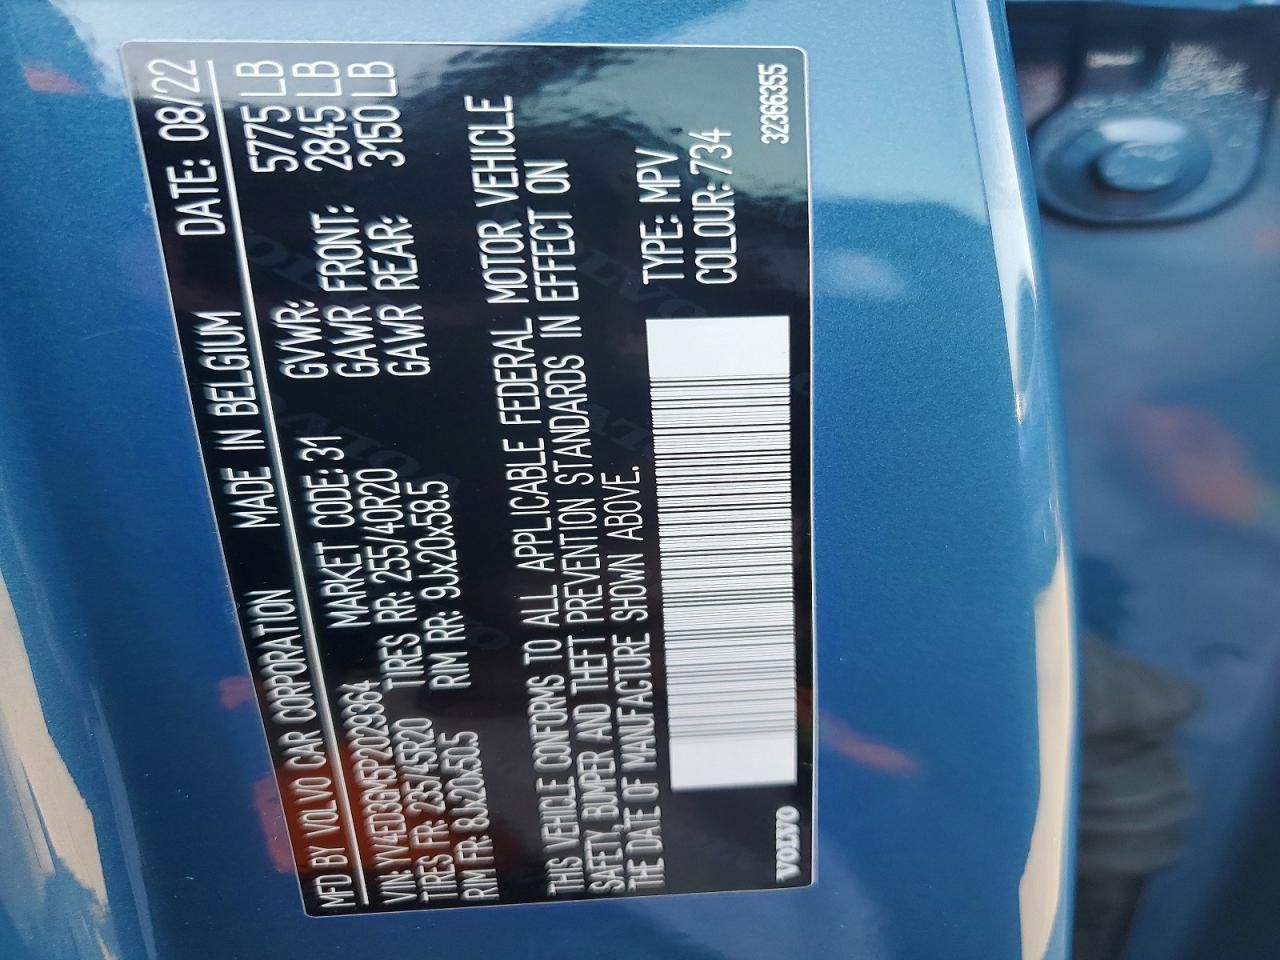 MFD BY VOLVO CAR CORPORATION MADE IN BELGIUM DATE: 08/22
VIN: YV4ED3GM5P2029364 MARKET CODE: 31 GVWR: 5775 LB
TIRES FR: 235/45R20 TIRES RR: 255/40R20 GAWR FRONT: 2845 LB
RIM FR: 8Jx20x50.5 RIM RR: 9Jx20x58.5 GAWR REAR: 3150 LB
THIS VEHICLE CONFORMS TO ALL APPLICABLE FEDERAL MOTOR VEHICLE
SAFETY, BUMPER AND THEFT PREVENTION STANDARDS IN EFFECT ON
THE DATE OF MANUFACTURE SHOWN ABOVE.
TYPE: MPV
COLOUR: 734
VOLVO 32366355